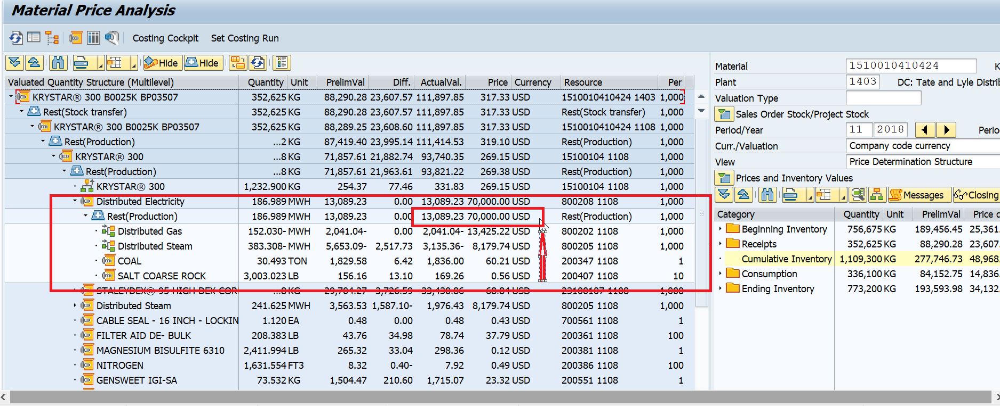 Material Price Analysis
Costing Cockpit Set Costing Run
Hide Hide
Valuated Quantity Structure (Multilevel) Quantity Unit PrelimVal Diff. ActualVal. Price Currency Resource Per
KRYSTAR® 300 B0025K BP03507 352,625 KG 88,290.28 23,607.57 111,897.85 317.33 USD 1510010410424 1403 1,000
Rest(Stock transfer) 352,625 KG 88,290.28 23,607.57 111,897.85 317.33 USD Rest(Stock transfer) 1,000
KRYSTAR® 300 B0025K BP03507 352,625 KG 88,289.25 23,608.60 111,897.85 317.33 USD 1510010410424 1108 1,000
Rest(Production) ...2 KG 87,419.40 23,995.14 111,414.53 319.10 USD Rest(Production) 1,000
KRYSTAR® 300 ...8 KG 71,857.61 21,882.74 93,740.35 269.15 USD 15100104 1108 1,000
Rest(Production) ...8 KG 71,857.61 21,963.61 93,821.22 269.38 USD Rest(Production) 1,000
KRYSTAR® 300 1,232.900 KG 254.37 77.46 331.83 269.15 USD 15100104 1108 1,000
Distributed Electricity 186.989 MWH 13,089.23 0.00 13,089.23 70,000.00 USD 800208 1108 1,000
Rest(Production) 186.989 MWH 13,089.23 0.00 13,089.23 70,000.00 USD Rest(Production) 1,000
Distributed Gas 152.030- MWH 2,041.04- 0.00 2,041.04- 13,425.22 USD 800202 1108 1,000
Distributed Steam 383.308- MWH 5,653.09- 2,517.73 3,135.36- 8,179.74 USD 800205 1108 1,000
COAL 30.493 TON 1,829.58 6.42 1,836.00 60.21 USD 200347 1108 1
SALT COARSE ROCK 3,003.023 LB 156.16 13.10 169.26 0.56 USD 200407 1108 10
STALEYDEX® 95 HIGH DEX COR ...8 KG 29,704.27 3,726.59 33,430.86 68.84 USD 1,000
Distributed Steam 241.625 MWH 3,563.53 1,587.10- 1,976.43 8,179.74 USD 800205 1108 1,000
CABLE SEAL - 16 INCH - LOCKIN 1.120 EA 0.48 0.00 0.48 0.43 USD 700561 1108 1
FILTER AID DE- BULK 208.383 LB 43.76 34.98 78.74 37.79 USD 200361 1108 100
MAGNESIUM BISULFITE 6310 2,411.994 LB 265.32 33.04 298.36 0.12 USD 200381 1108 1
NITROGEN 1,631.554 FT3 8.32 0.40- 7.92 0.49 USD 200386 1108 100
GENSWEET IGI-SA 73.532 KG 1,504.47 210.60 1,715.07 23.32 USD 200551 1108 1
Material 1510010410424 K
Plant 1403 DC: Tate and Lyle Distrib
Valuation Type
Sales Order Stock/Project Stock
Period/Year 11 2018 Perio
Curr./Valuation Company code currency
View Price Determination Structure
Prices and Inventory Values
Messages Closing
Category Quantity Unit PrelimVal Price d
Beginning Inventory 756,675 KG 189,456.45 25,361.
Receipts 352,625 KG 88,290.28 23,607.
Cumulative Inventory 1,109,300 KG 277,746.73 48,968.
Consumption 336,100 KG 84,152.75 14,836.
Ending Inventory 773,200 KG 193,593.98 34,132.